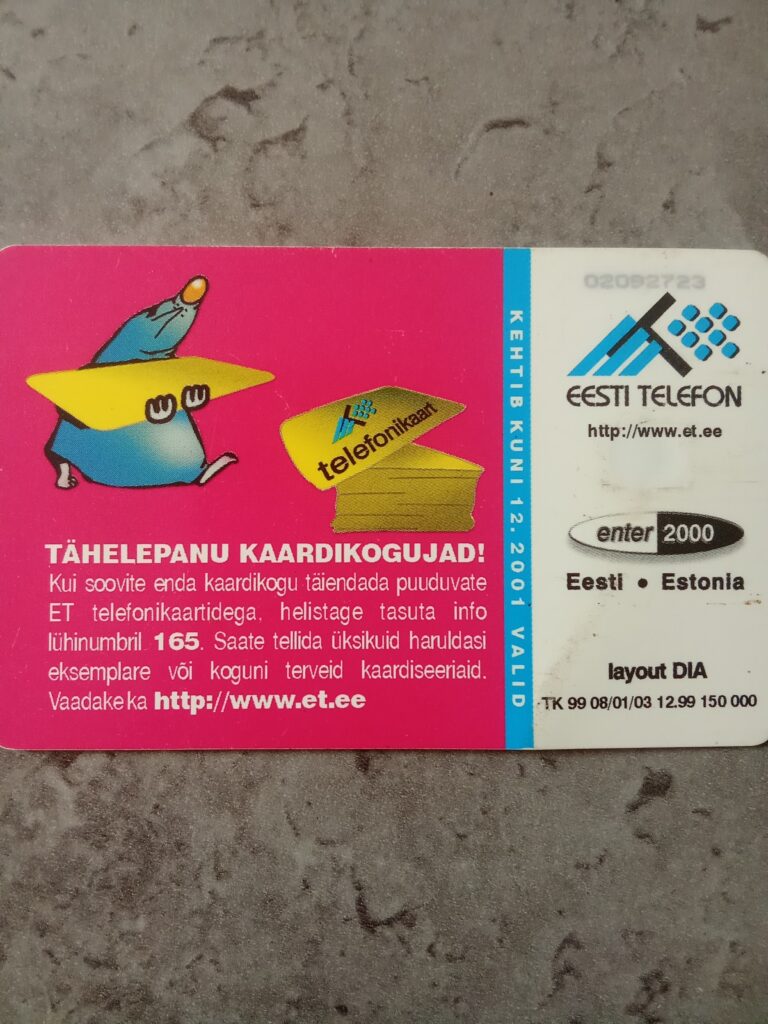 telefonikaart
TÄHELEPANU KAARDIKOGUJAD!
Kui soovite enda kaardikogu täiendada puuduvate
ET telefonikaartidega, helistage tasuta info
lühinumbril 165. Saate tellida üksikuid haruldasi
eksemplare või koguni terveid kaardiseeriaid.
Vaadake ka http://www.et.ee
KEHTIB KUNI 12.2001 VALID
02092723
EESTI TELEFON
http://www.et.ee
enter 2000
Eesti • Estonia
layout DIA
TK 99 08/01/03 12.99 150 000